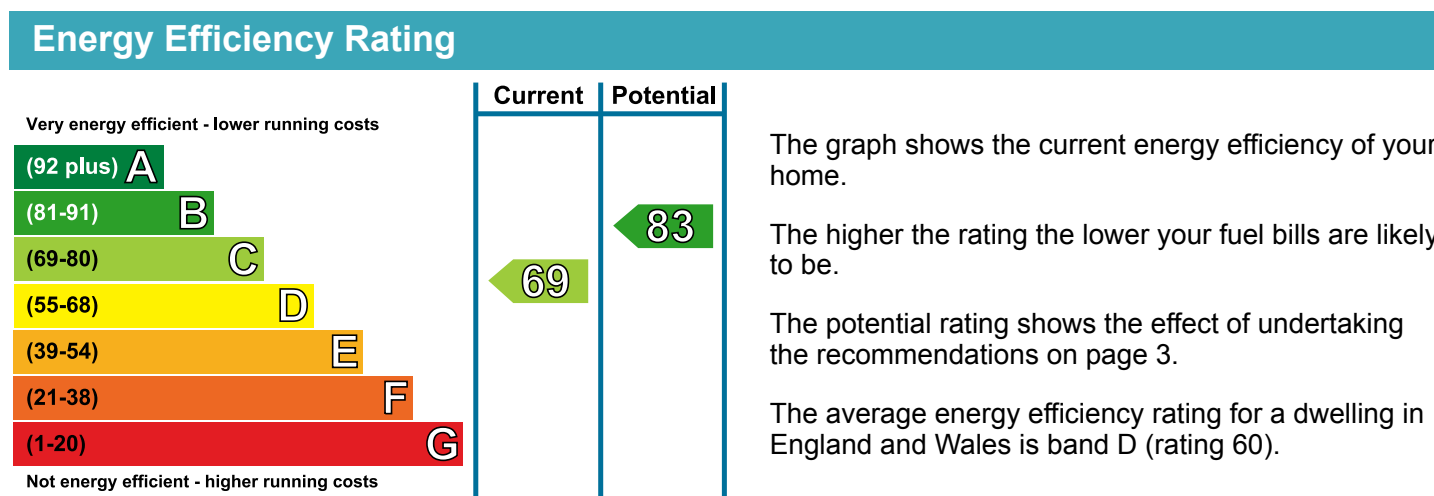 Energy Efficiency Rating
Current Potential
Very energy efficient - lower running costs
(92 plus) A
(81-91) B
83
(69-80) C
69
(55-68) D
(39-54) E
(21-38) F
(1-20) G
Not energy efficient - higher running costs
The graph shows the current energy efficiency of your
home.
The higher the rating the lower your fuel bills are likely
to be.
The potential rating shows the effect of undertaking
the recommendations on page 3.
The average energy efficiency rating for a dwelling in
England and Wales is band D (rating 60).